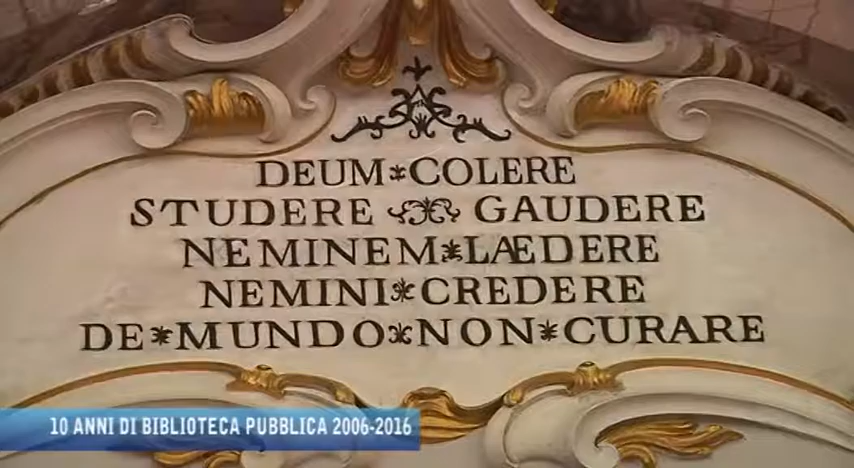 DEUM COLERE
STUDERE GAUDERE
NEMINEM LÆDERE
NEMINI CREDERE
DE MUNDO NON CURARE
10 ANNI DI BIBLIOTECA PUBBLICA 2006-2016